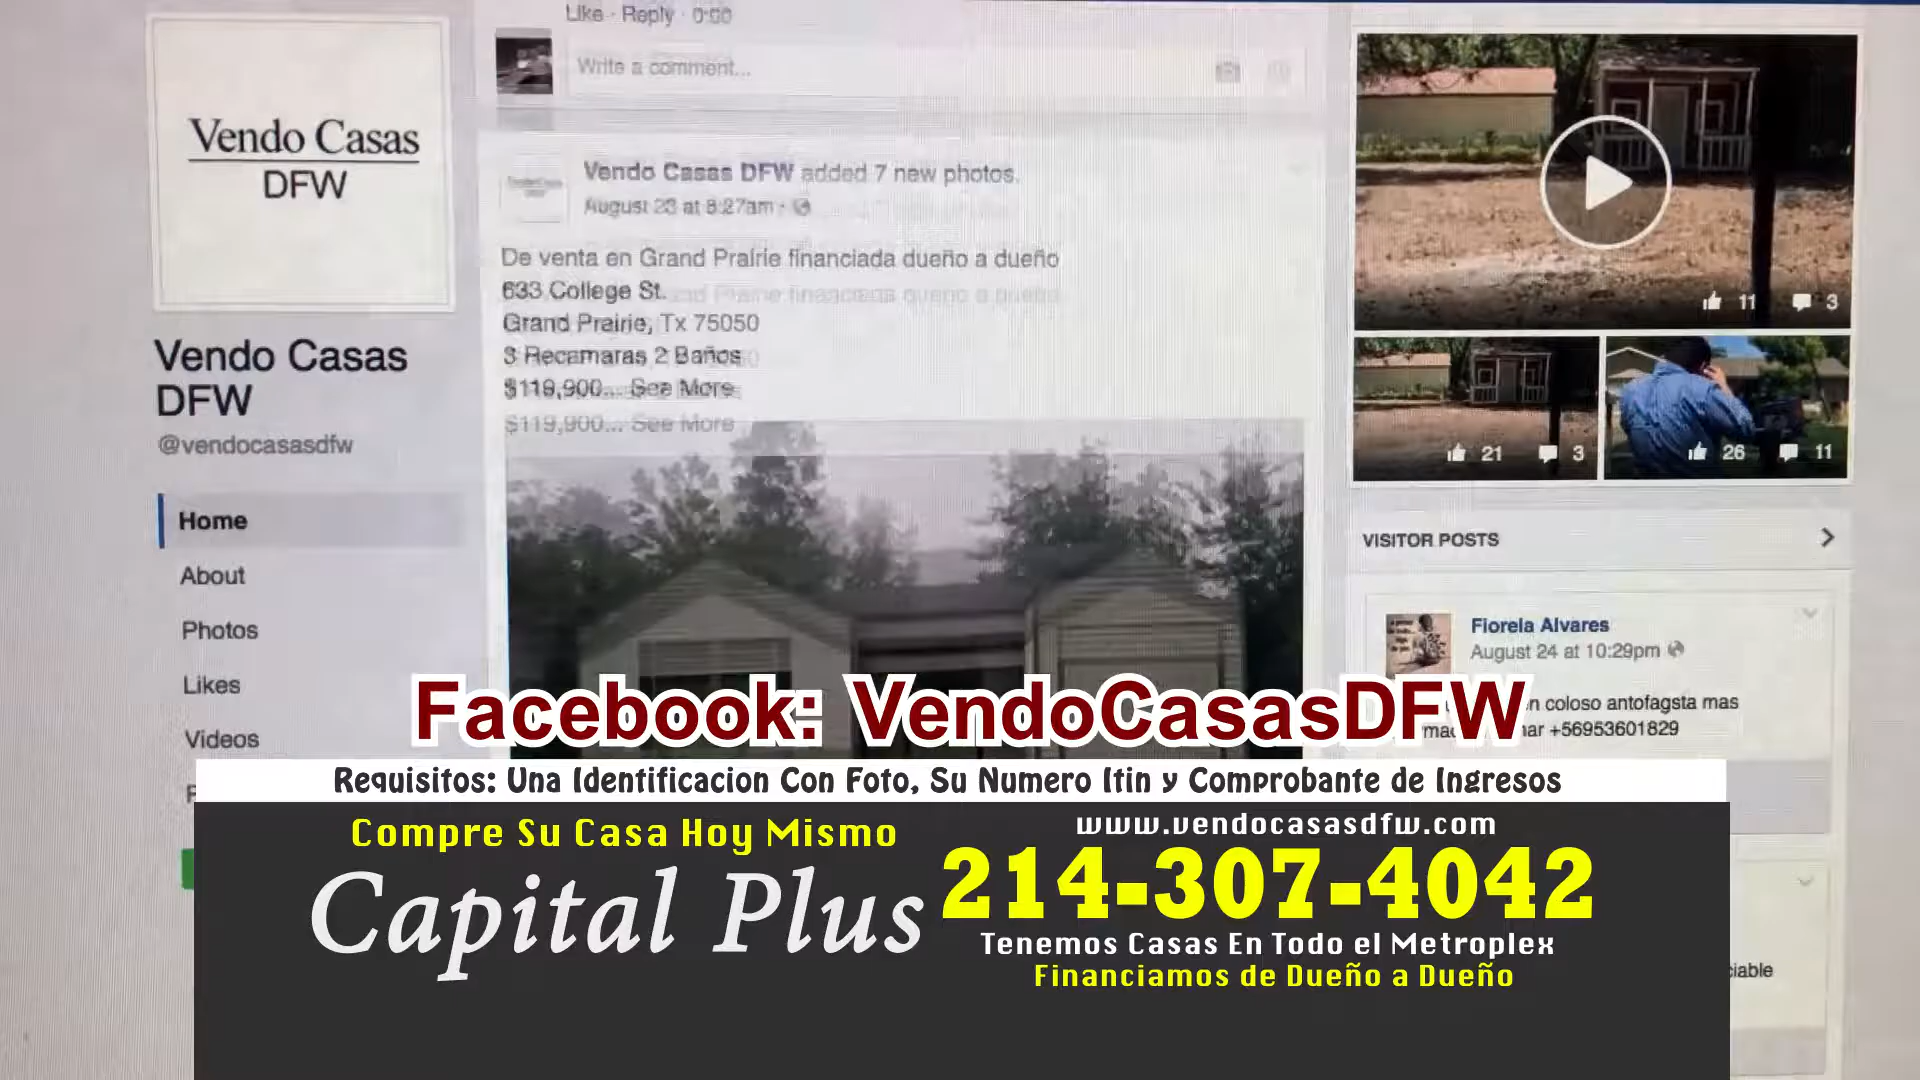 Like · Reply · 0:00
Write a comment...
Vendo Casas
DFW
Vendo Casas DFW added 7 new photos.
August 23 at 8:27am
De venta en Grand Prairie financiada dueño a dueño
633 College St.
Grand Prairie, Tx 75050
3 Recamaras 2 Baños
$119,900... See More
$119,900... See More
11 3
21 3
26 11
Vendo Casas
DFW
@vendocasasdfw
Home
About
Photos
Likes
Videos
VISITOR POSTS
Fiorela Alvares
August 24 at 10:29pm
coloso antofagsta mas
+56953601829
Facebook: VendoCasasDFW
Requisitos: Una Identificacion Con Foto, Su Numero Itin y Comprobante de Ingresos
Compre Su Casa Hoy Mismo
Capital Plus
www.vendocasasdfw.com
214-307-4042
Tenemos Casas En Todo el Metroplex
Financiamos de Dueño a Dueño